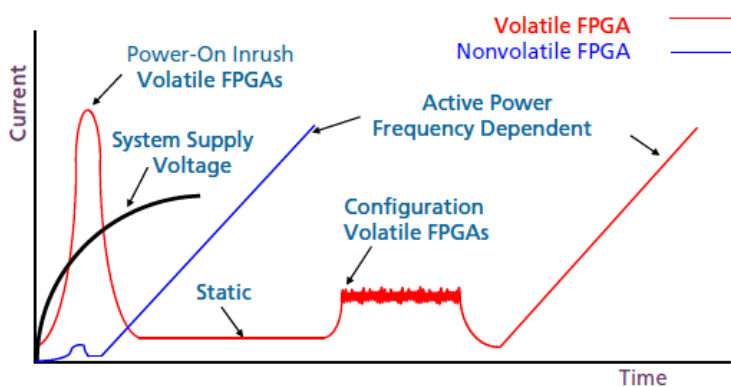 Volatile FPGA
Nonvolatile FPGA
Power-On Inrush
Volatile FPGAs
Active Power
Frequency Dependent
System Supply
Voltage
Configuration
Volatile FPGAs
Static
Current
Time